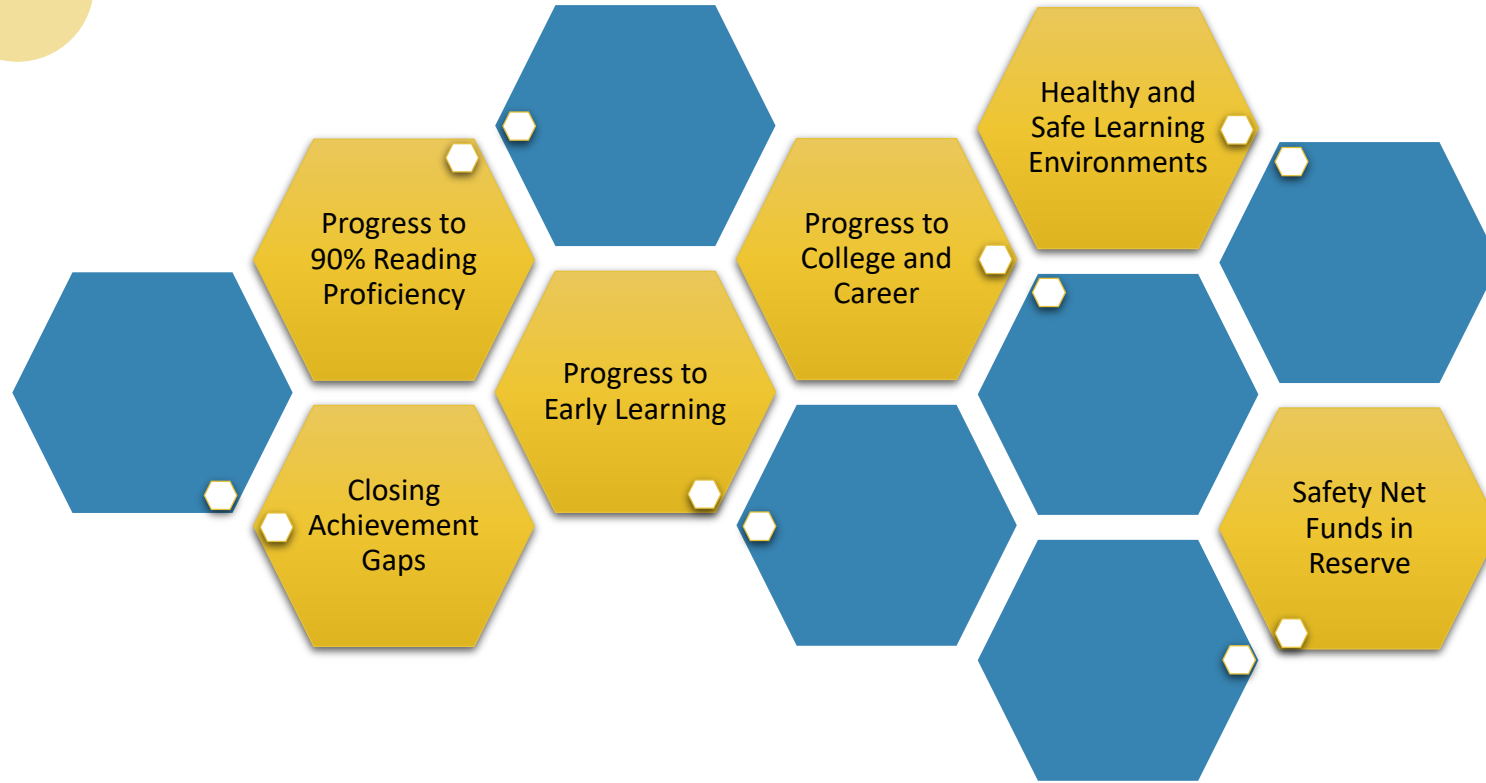 Progress to
90% Reading
Proficiency
Closing
Achievement
Gaps
Progress to
Early Learning
Progress to
College and
Career
Healthy and
Safe Learning
Environments
Safety Net
Funds in
Reserve